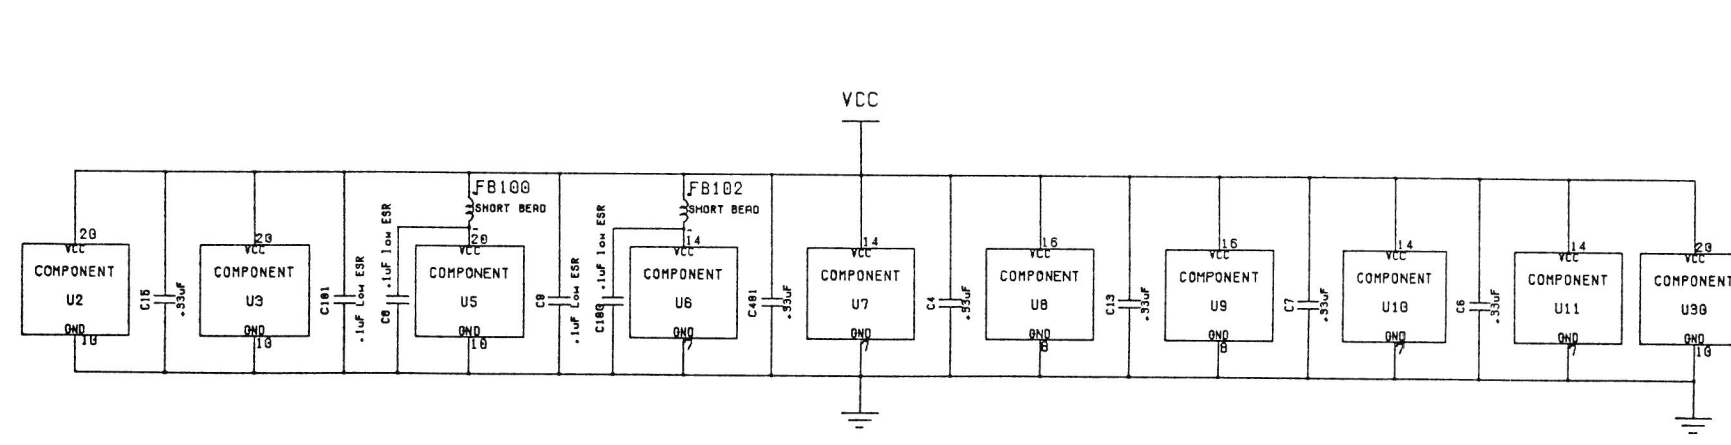 VCC
FB100
SHORT BEAD
FB102
SHORT BEAD
20
VCC
COMPONENT
U2
GND
10
C15
.33uF
20
VCC
COMPONENT
U3
GND
10
C101
.1uF Low ESR
.1uF low ESR
20
VCC
COMPONENT
U5
GND
10
C9
.1uF Low ESR
C100
.1uF low ESR
14
VCC
COMPONENT
U6
GND
7
C401
.33uF
14
VCC
COMPONENT
U7
GND
7
C4
.33uF
16
VCC
COMPONENT
U8
GND
8
C13
.33uF
16
VCC
COMPONENT
U9
GND
8
C7
.33uF
14
VCC
COMPONENT
U10
GND
7
C6
.33uF
14
VCC
COMPONENT
U11
GND
7
20
VCC
COMPONENT
U30
GND
10